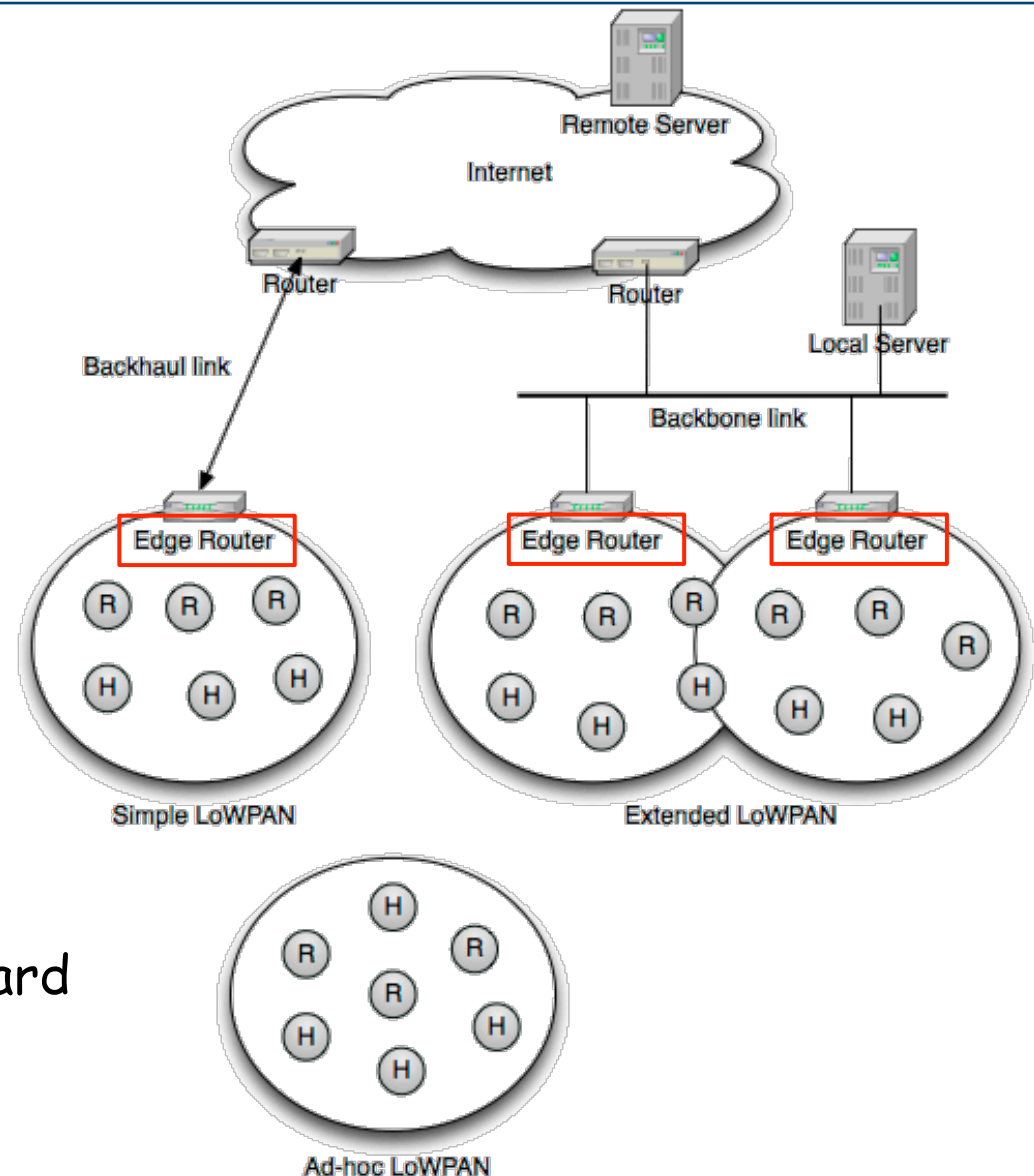 Remote Server
Internet
Router
Router
Local Server
Backhaul link
Backbone link
Edge Router
Edge Router
Edge Router
R R R
R R R R R R
H H H
H H H H H
Simple LoWPAN
Extended LoWPAN
H
R R
ard
R
H H
H
Ad-hoc LoWPAN